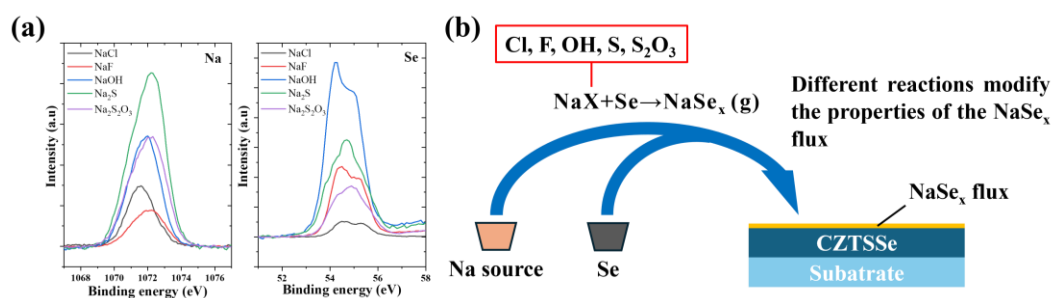 (a)
NaCl
NaF
NaOH
Na₂S
Na₂S₂O₃
Na
Intensity (a.u)
1068 1070 1072 1074 1076
Binding energy (eV)
NaCl
NaF
NaOH
Na₂S
Na₂S₂O₃
Se
Intensity (a.u)
52 54 55 56 58
Binding energy (eV)
(b)
Cl, F, OH, S, S₂O₃
NaX+Se→NaSeₓ (g)
Different reactions modify
the properties of the NaSeₓ
flux
Na source
Se
NaSeₓ flux
CZTSSe
Subatrate